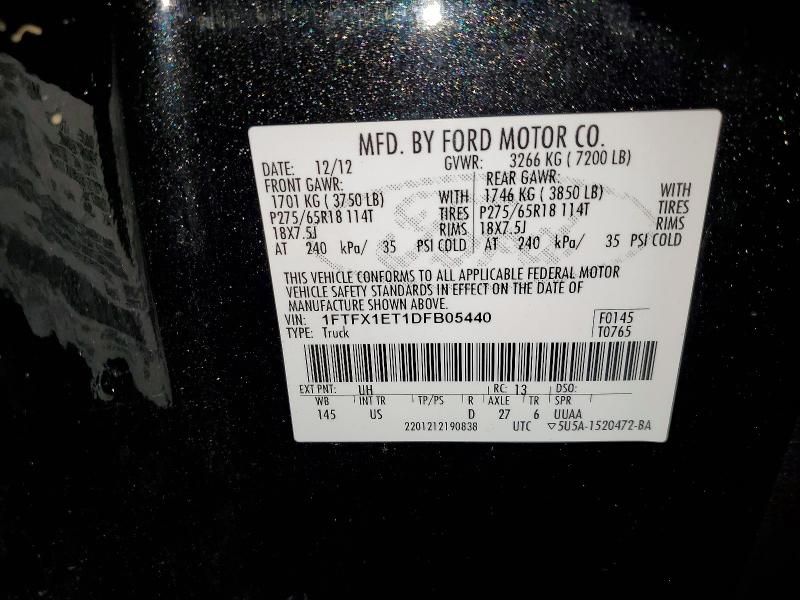 MFD. BY FORD MOTOR CO.
DATE: 12/12 GVWR: 3266 KG ( 7200 LB)
FRONT GAWR: REAR GAWR:
1701 KG ( 3750 LB) WITH 1746 KG ( 3850 LB) WITH
P275/65R18 114T TIRES P275/65R18 114T TIRES
18X7.5J RIMS 18X7.5J RIMS
AT 240 kPa/ 35 PSI COLD AT 240 kPa/ 35 PSI COLD
THIS VEHICLE CONFORMS TO ALL APPLICABLE FEDERAL MOTOR
VEHICLE SAFETY STANDARDS IN EFFECT ON THE DATE OF
MANUFACTURE SHOWN ABOVE.
VIN: 1FTFX1ET1DFB05440 F0145
TYPE: Truck T0765
EXT PNT: UH RC: 13 DSO:
WB INT TR TP/PS R AXLE TR SPR
145 US D 27 6 UUAA
2201212190838 UTC ▽5U5A-1520472-BA